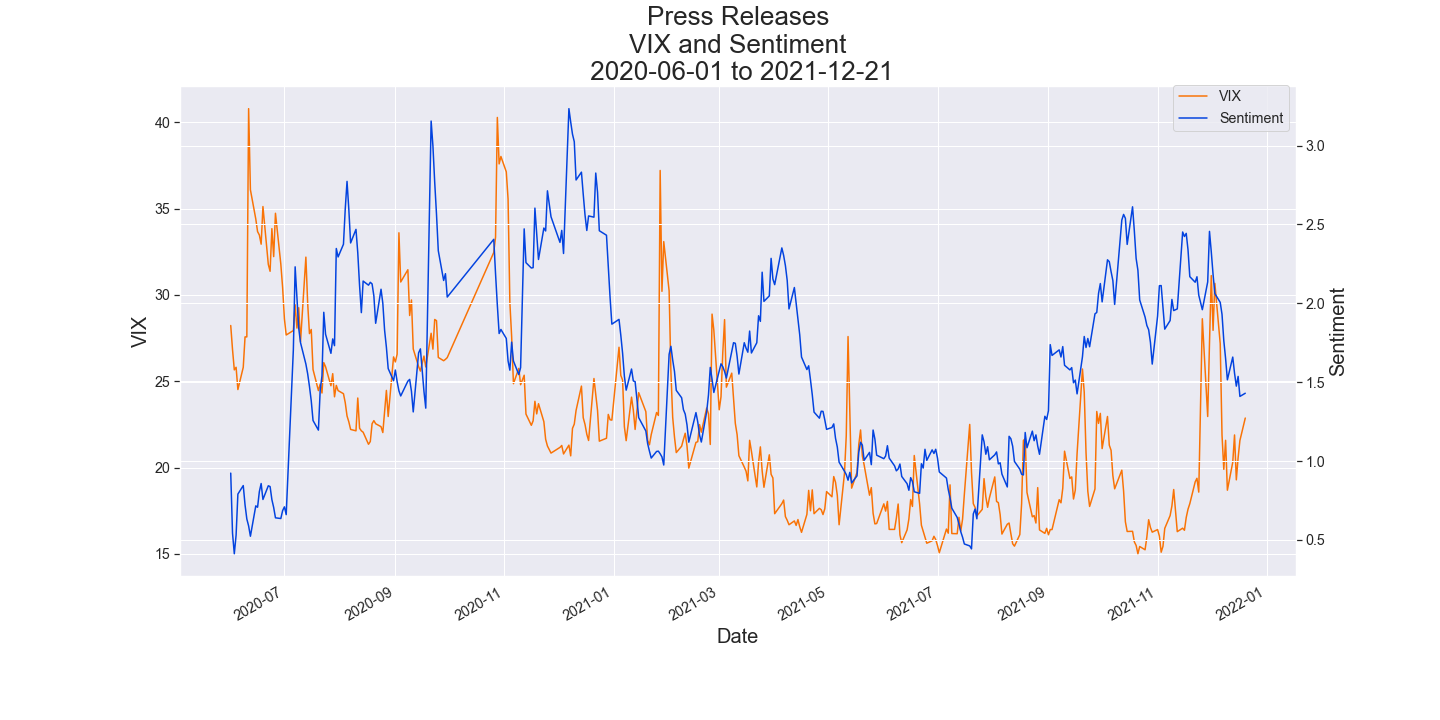 Press Releases
VIX and Sentiment
2020-06-01 to 2021-12-21
VIX
Sentiment
40
35
30
25
20
15
VIX
3.0
2.5
2.0
1.5
1.0
0.5
Sentiment
2020-07
2020-09
2020-11
2021-01
2021-03
2021-05
2021-07
2021-09
2021-11
2022-01
Date